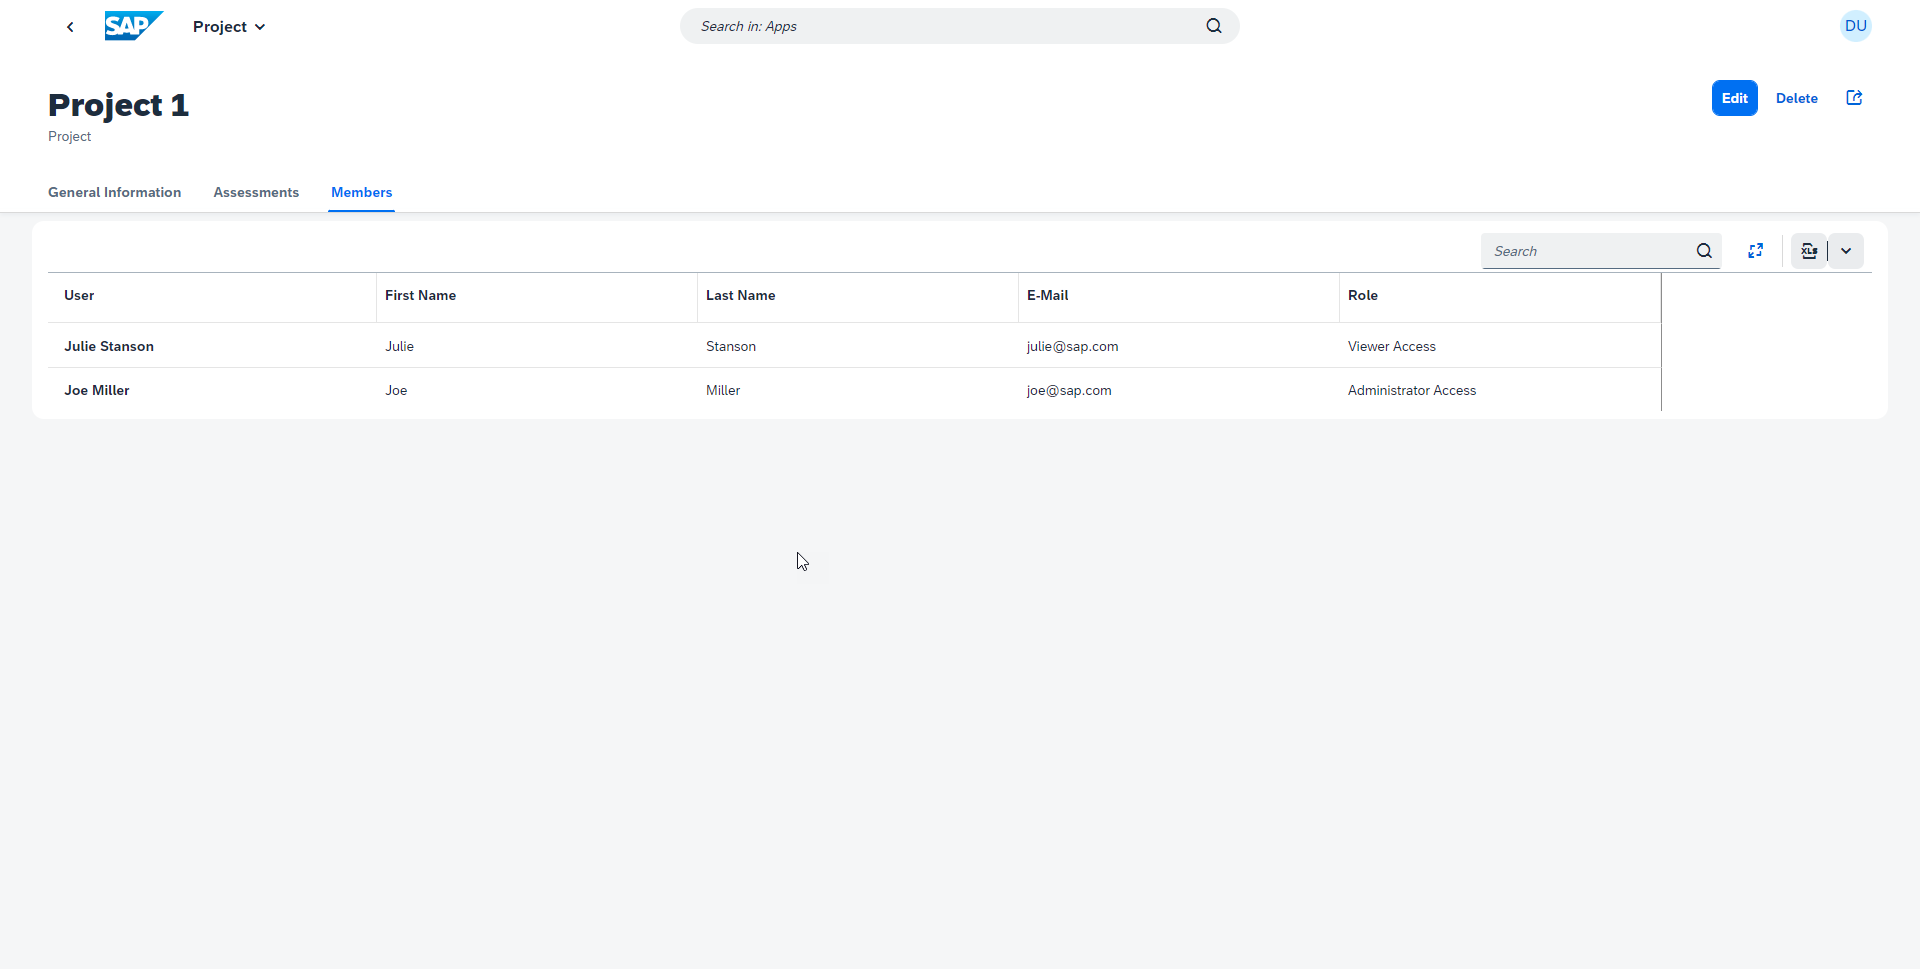 SAP
Project
Search in: Apps
DU
Project 1
Edit
Delete
Project
General Information
Assessments
Members
Search
XLS
User
First Name
Last Name
E-Mail
Role
Julie Stanson
Julie
Stanson
julie@sap.com
Viewer Access
Joe Miller
Joe
Miller
joe@sap.com
Administrator Access